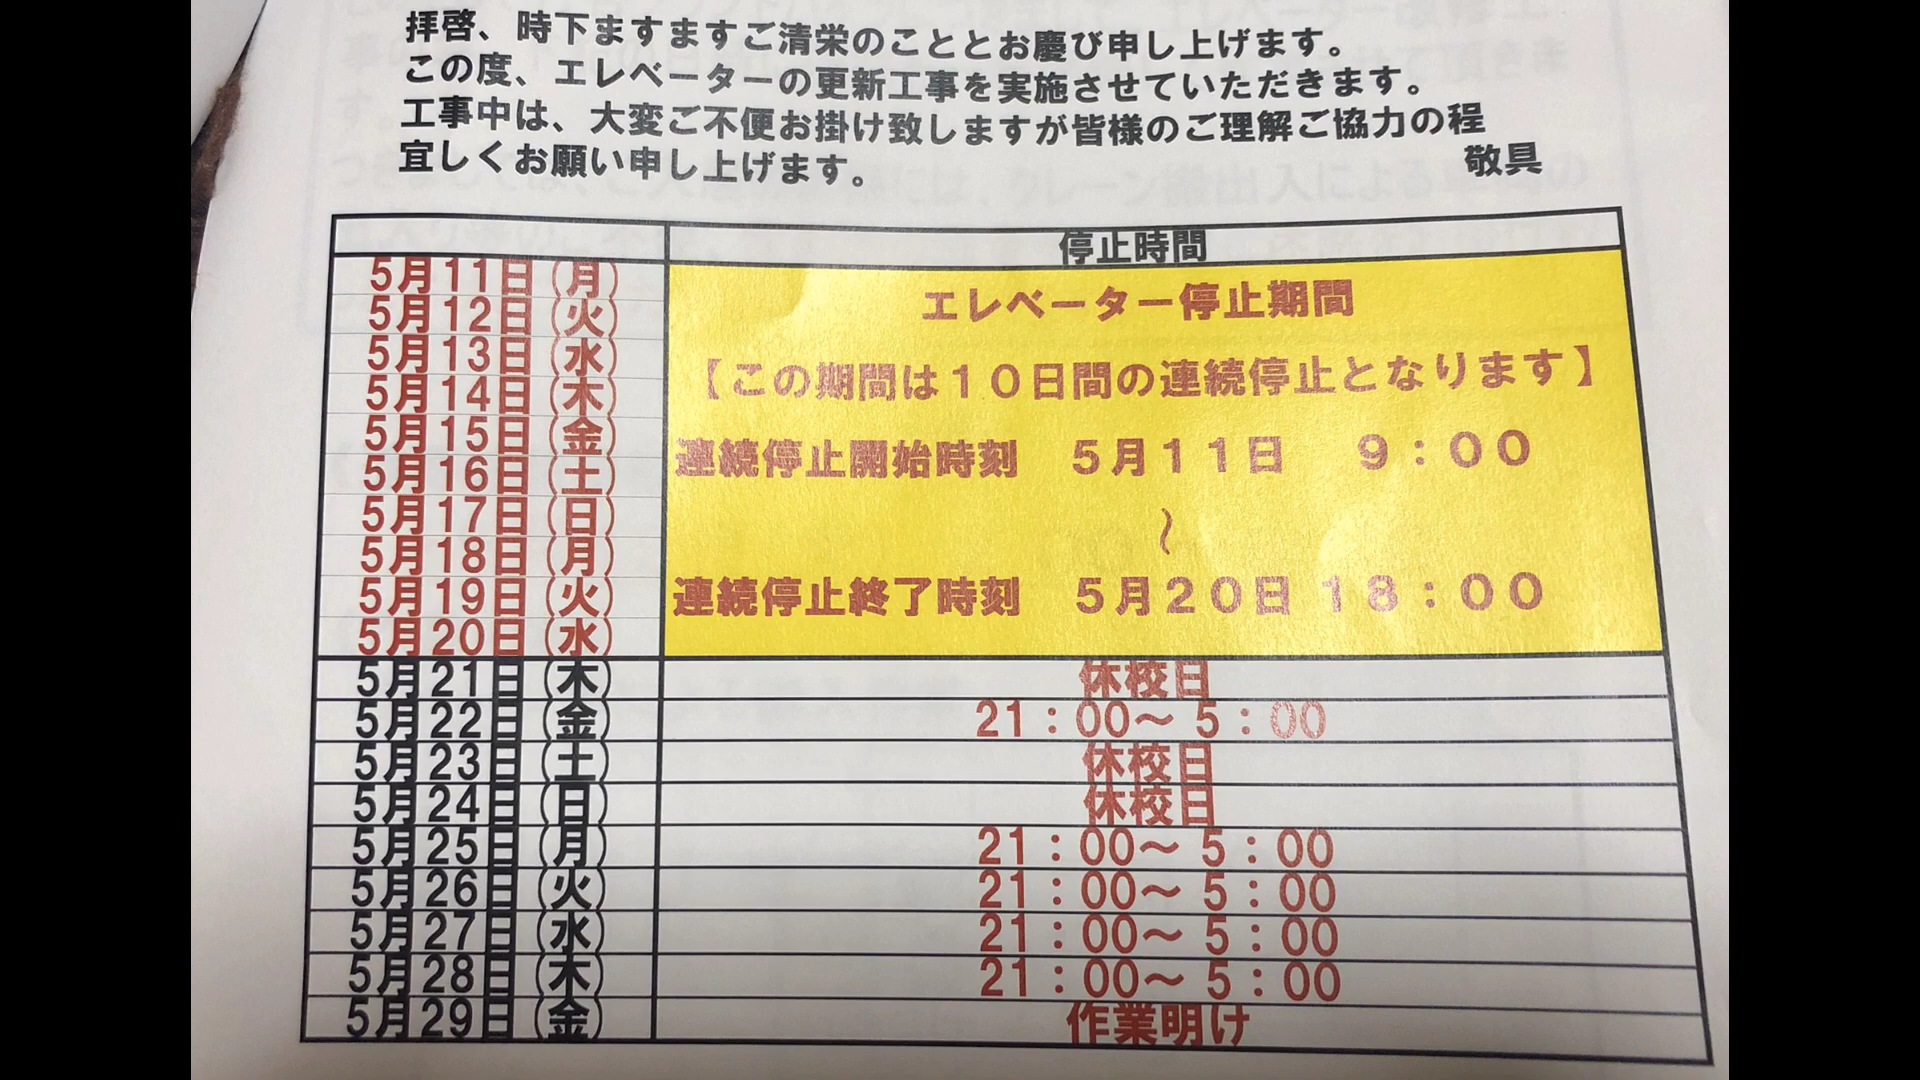 拝啓、時下ますますご清栄のこととお慶び申し上げます。
この度、エレベーターの更新工事を実施させていただきます。
工事中は、大変ご不便お掛け致しますが皆様のご理解ご協力の程
宜しくお願い申し上げます。
敬具
停止時間
5月11日(月)
5月12日(火)
5月13日(水)
5月14日(木)
5月15日(金)
5月16日(土)
5月17日(日)
5月18日(月)
5月19日(火)
5月20日(水)
エレベーター停止期間
【この期間は10日間の連続停止となります】
連続停止開始時刻 5月11日 9:00
～
連続停止終了時刻 5月20日 18:00
5月21日(木) 休校日
5月22日(金) 21:00～ 5:00
5月23日(土) 休校日
5月24日(日) 休校日
5月25日(月) 21:00～ 5:00
5月26日(火) 21:00～ 5:00
5月27日(水) 21:00～ 5:00
5月28日(木) 21:00～ 5:00
5月29日(金) 作業明け